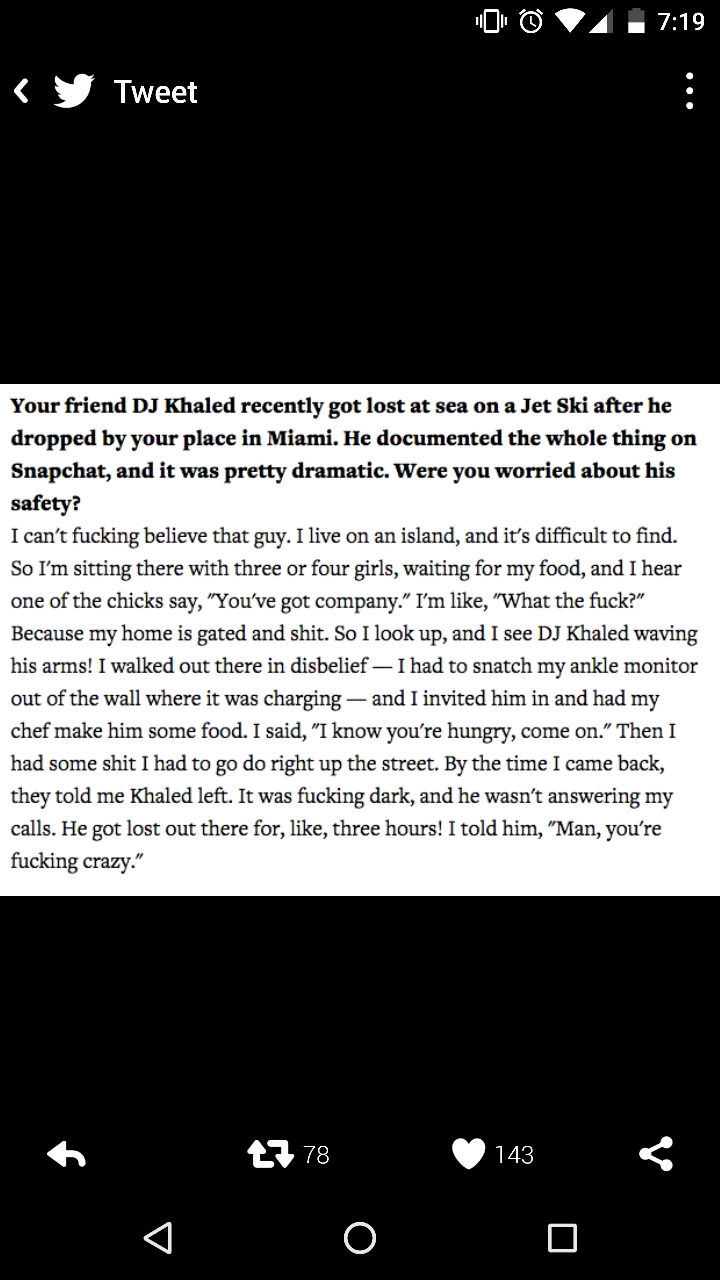 7:19
Tweet
Your friend DJ Khaled recently got lost at sea on a Jet Ski after he
dropped by your place in Miami. He documented the whole thing on
Snapchat, and it was pretty dramatic. Were you worried about his
safety?
I can't fucking believe that guy. I live on an island, and it's difficult to find.
So I'm sitting there with three or four girls, waiting for my food, and I hear
one of the chicks say, "You've got company." I'm like, "What the fuck?"
Because my home is gated and shit. So I look up, and I see DJ Khaled waving
his arms! I walked out there in disbelief — I had to snatch my ankle monitor
out of the wall where it was charging — and I invited him in and had my
chef make him some food. I said, "I know you're hungry, come on." Then I
had some shit I had to go do right up the street. By the time I came back,
they told me Khaled left. It was fucking dark, and he wasn't answering my
calls. He got lost out there for, like, three hours! I told him, "Man, you're
fucking crazy."
78 143